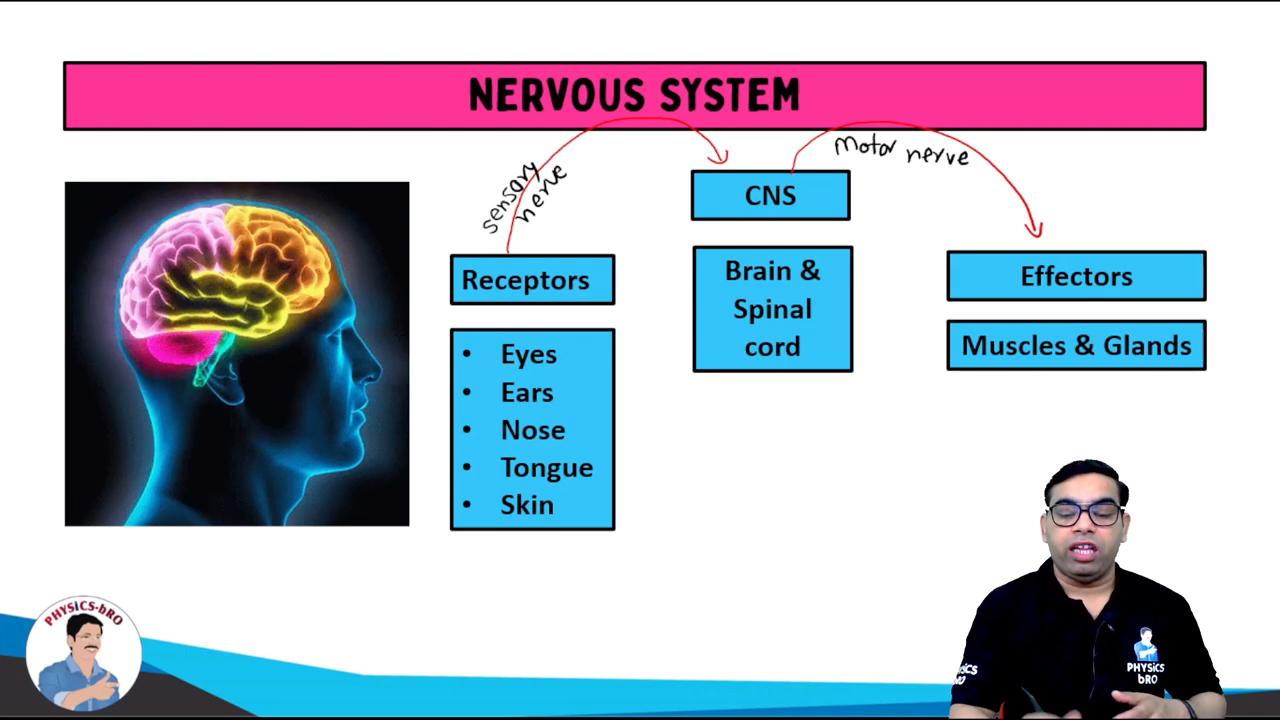 NERVOUS SYSTEM
sensory
nerve
Motor nerve
CNS
Receptors
Brain &
Spinal
cord
Effectors
Muscles & Glands
• Eyes
• Ears
• Nose
• Tongue
• Skin
PHYSICS-bRO
PHYSICS
bRO